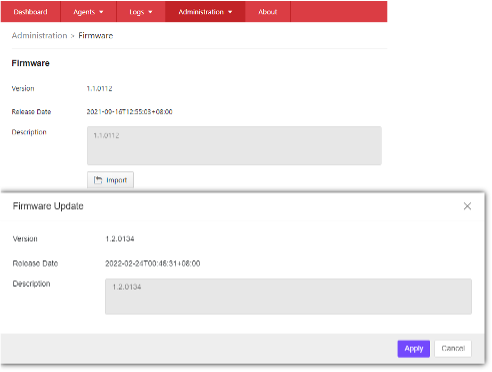 Dashboard Agents Logs Administration About
Administration > Firmware
Firmware
Version 1.1.0112
Release Date 2021-09-16T12:55:03+08:00
Description 1.1.0112
Import
Firmware Update
Version 1.2.0134
Release Date 2022-02-24T00:46:31+08:00
Description 1.2.0134
Apply Cancel